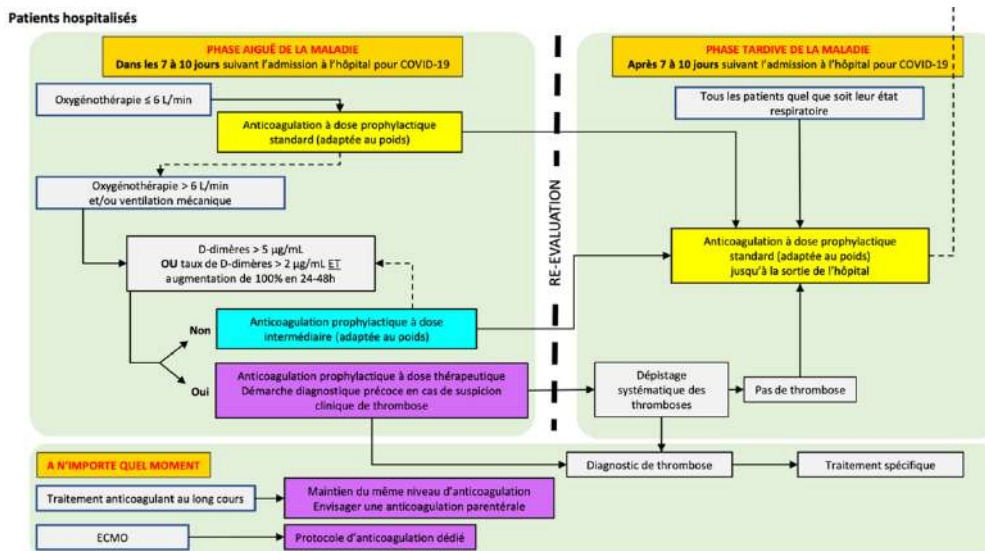 Patients hospitalisés
PHASE AIGUË DE LA MALADIE
Dans les 7 à 10 jours suivant l'admission à l'hôpital pour COVID-19
Oxygénothérapie ≤ 6 L/min
Anticoagulation à dose prophylactique
standard (adaptée au poids)
Oxygénothérapie > 6 L/min
et/ou ventilation mécanique
D-dimères > 5 µg/mL
OU taux de D-dimères > 2 µg/mL ET
augmentation de 100% en 24-48h
Non
Anticoagulation prophylactique à dose
intermédiaire (adaptée au poids)
Oui
Anticoagulation prophylactique à dose thérapeutique
Démarche diagnostique précoce en cas de suspicion
clinique de thrombose
RE-EVALUATION
PHASE TARDIVE DE LA MALADIE
Après 7 à 10 jours suivant l'admission à l'hôpital pour COVID-19
Tous les patients quel que soit leur état
respiratoire
Anticoagulation à dose prophylactique
standard (adaptée au poids)
jusqu'à la sortie de l'hôpital
Dépistage
systématique des
thromboses
Pas de thrombose
A N'IMPORTE QUEL MOMENT
Diagnostic de thrombose
Traitement spécifique
Traitement anticoagulant au long cours
Maintien du même niveau d'anticoagulation
Envisager une anticoagulation parentérale
ECMO
Protocole d'anticoagulation dédié